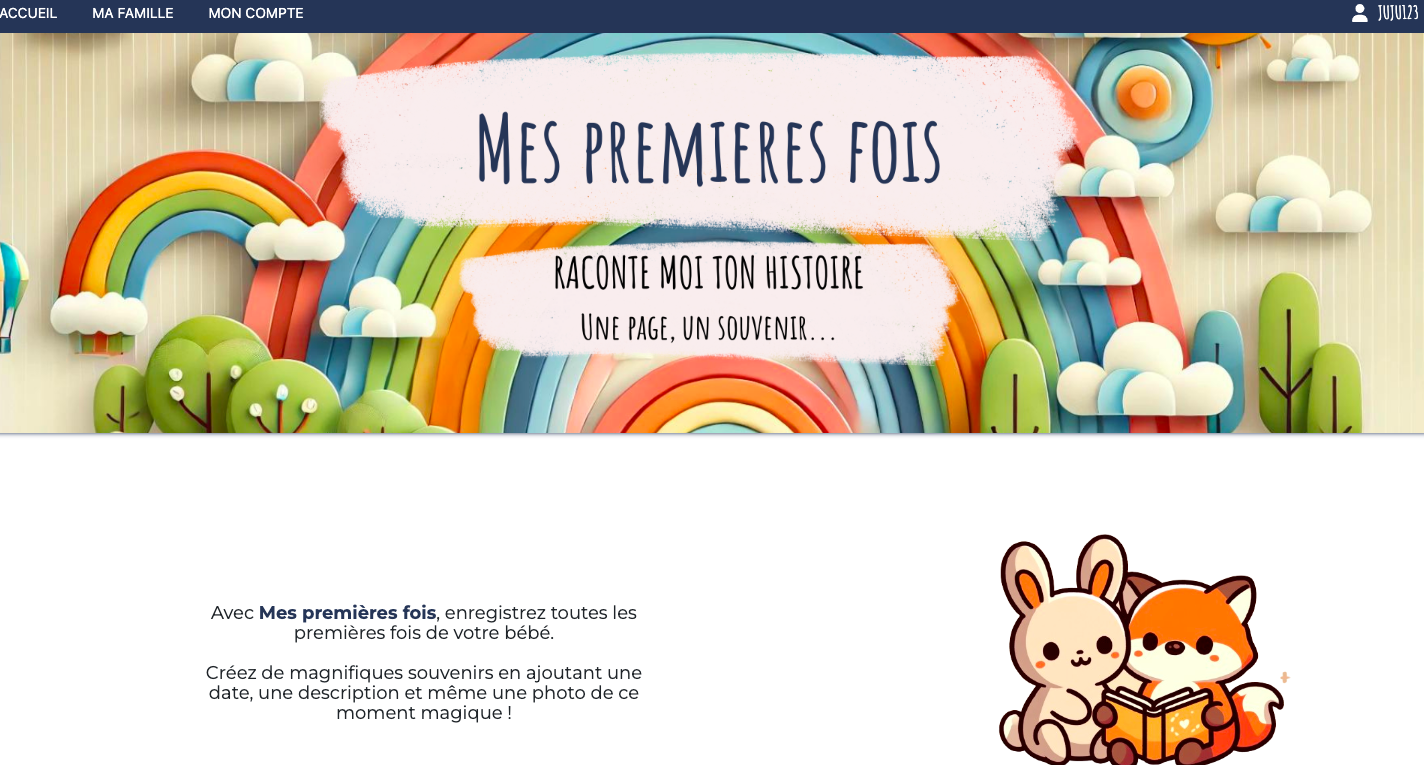 ACCUEIL MA FAMILLE MON COMPTE JUJU123
MES PREMIERES FOIS
RACONTE MOI TON HISTOIRE
UNE PAGE, UN SOUVENIR...
Avec Mes premières fois, enregistrez toutes les
premières fois de votre bébé.
Créez de magnifiques souvenirs en ajoutant une
date, une description et même une photo de ce
moment magique !